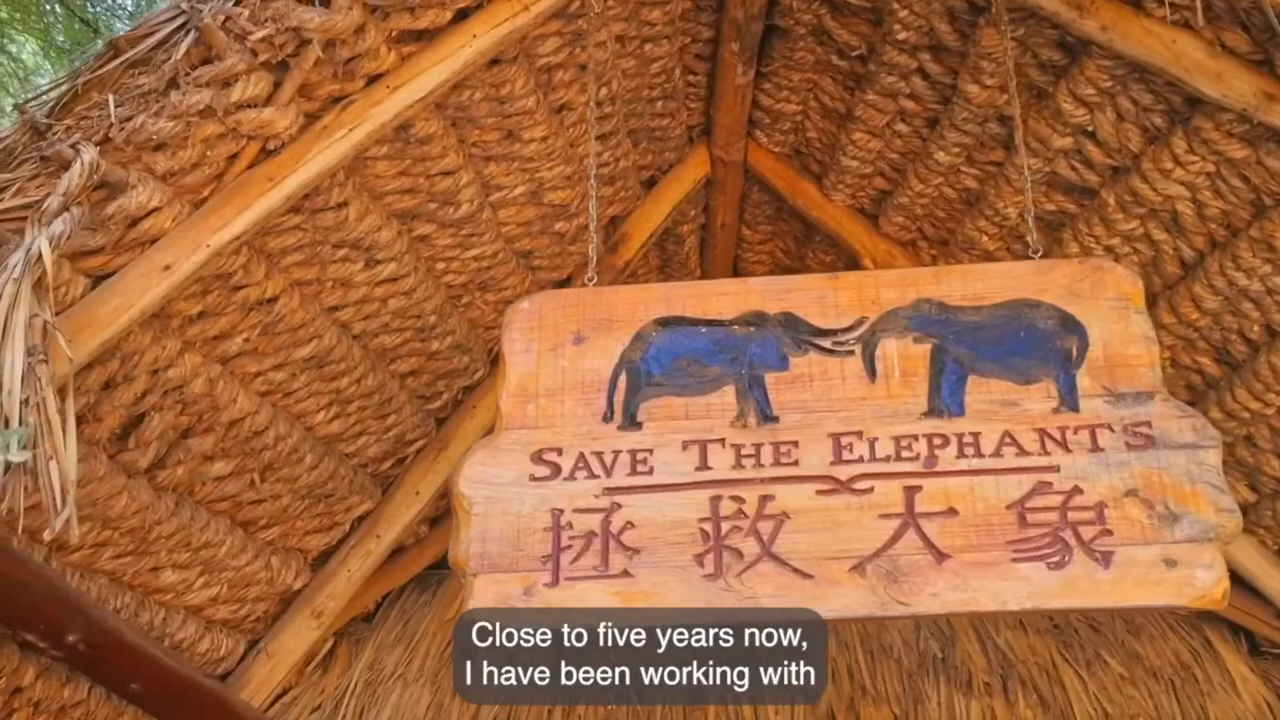 SAVE THE ELEPHANTS
拯救大象
Close to five years now,
I have been working with